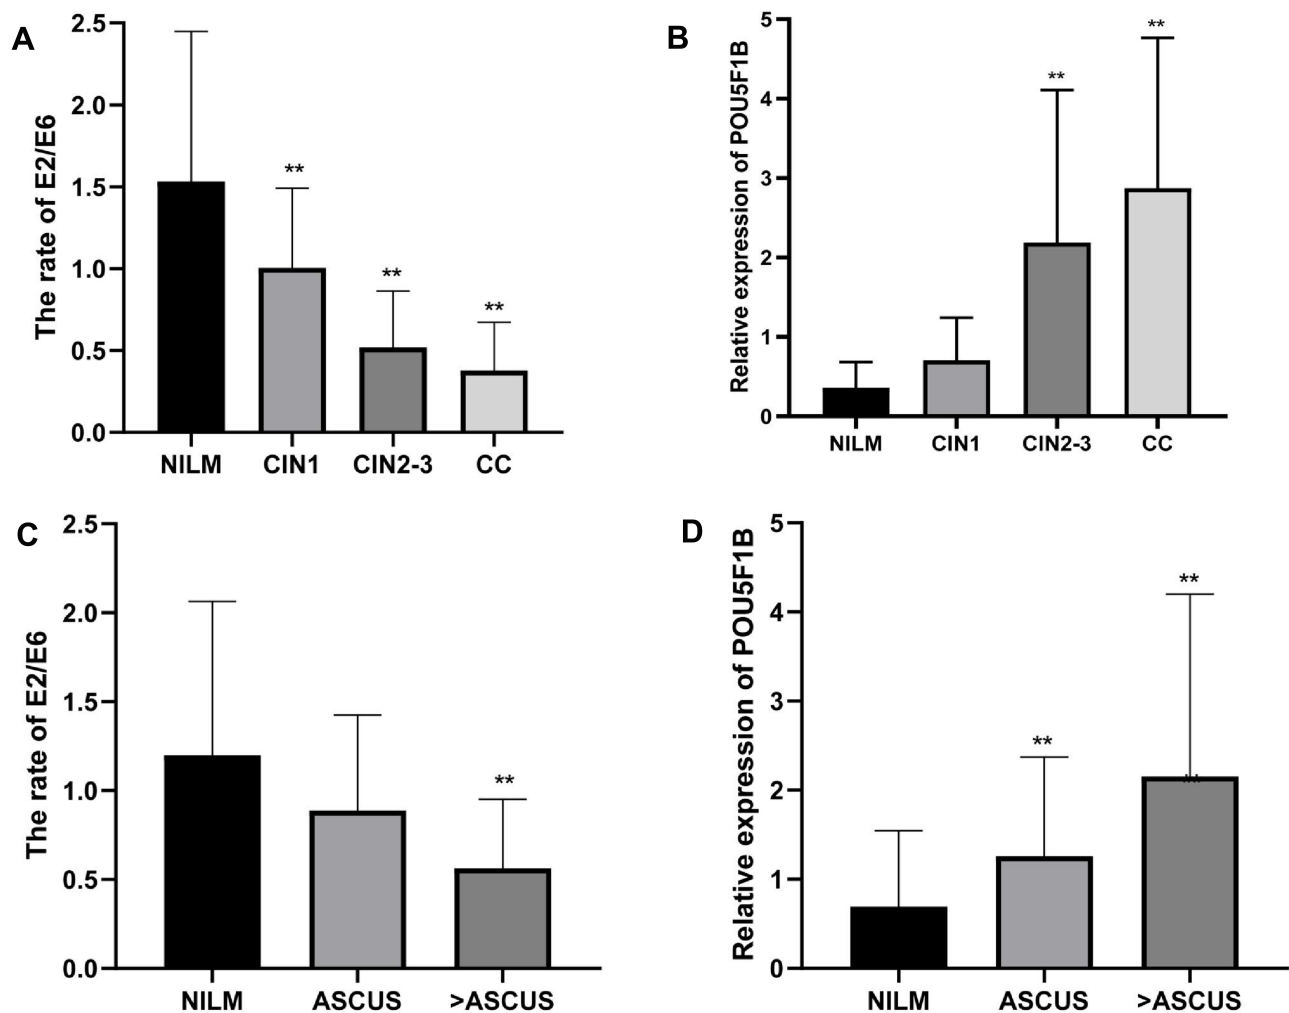 A
The rate of E2/E6
2.5
2.0
1.5
1.0
0.5
0.0
**
**
**
NILM CIN1 CIN2-3 CC
B
Relative expression of POU5F1B
5
4
3
2
1
0
**
**
NILM CIN1 CIN2-3 CC
C
The rate of E2/E6
2.5
2.0
1.5
1.0
0.5
0.0
**
NILM ASCUS >ASCUS
D
Relative expression of POU5F1B
5
4
3
2
1
0
**
**
NILM ASCUS >ASCUS